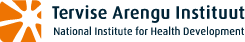 Tervise Arengu Instituut
National Institute for Health Development